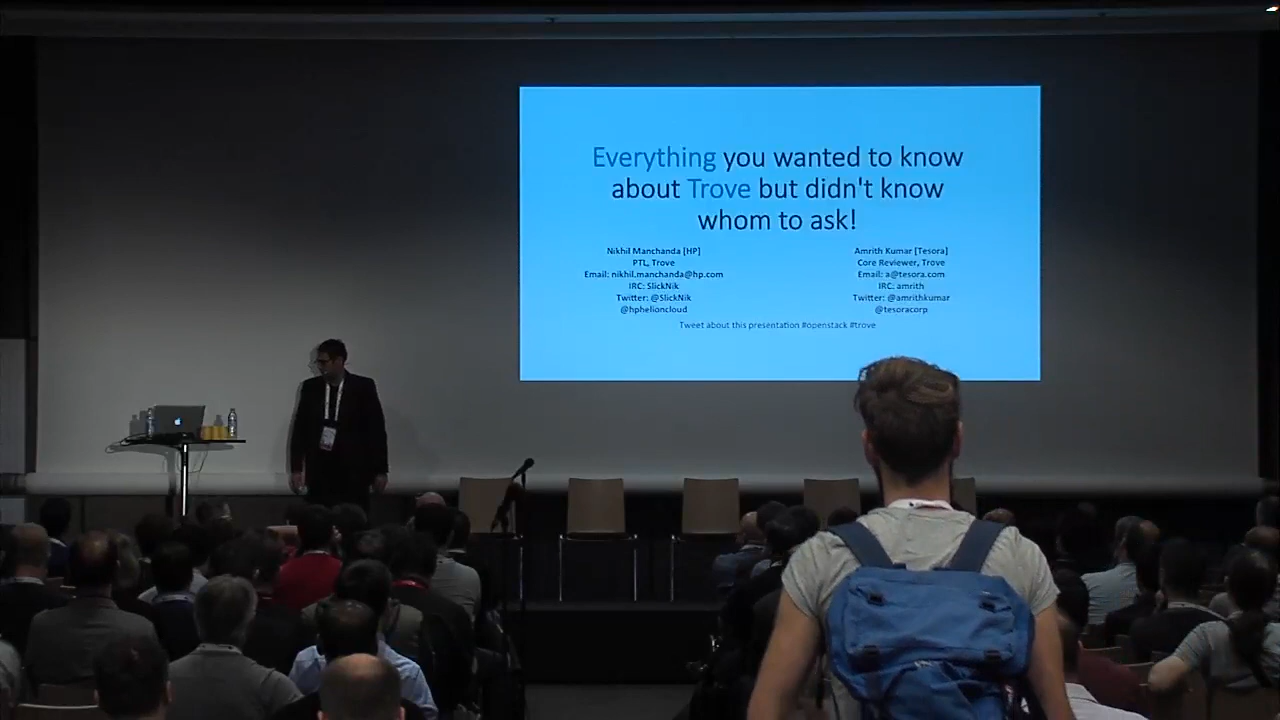 Everything you wanted to know
about Trove but didn't know
whom to ask!
Nikhil Manchanda [HP]
PTL, Trove
Email: nikhil.manchanda@hp.com
IRC: SlickNik
Twitter: @SlickNik
@hphelioncloud
Amrith Kumar [Tesora]
Core Reviewer, Trove
Email: a@tesora.com
IRC: amrith
Twitter: @amrithkumar
@tesoracorp
Tweet about this presentation #openstack #trove